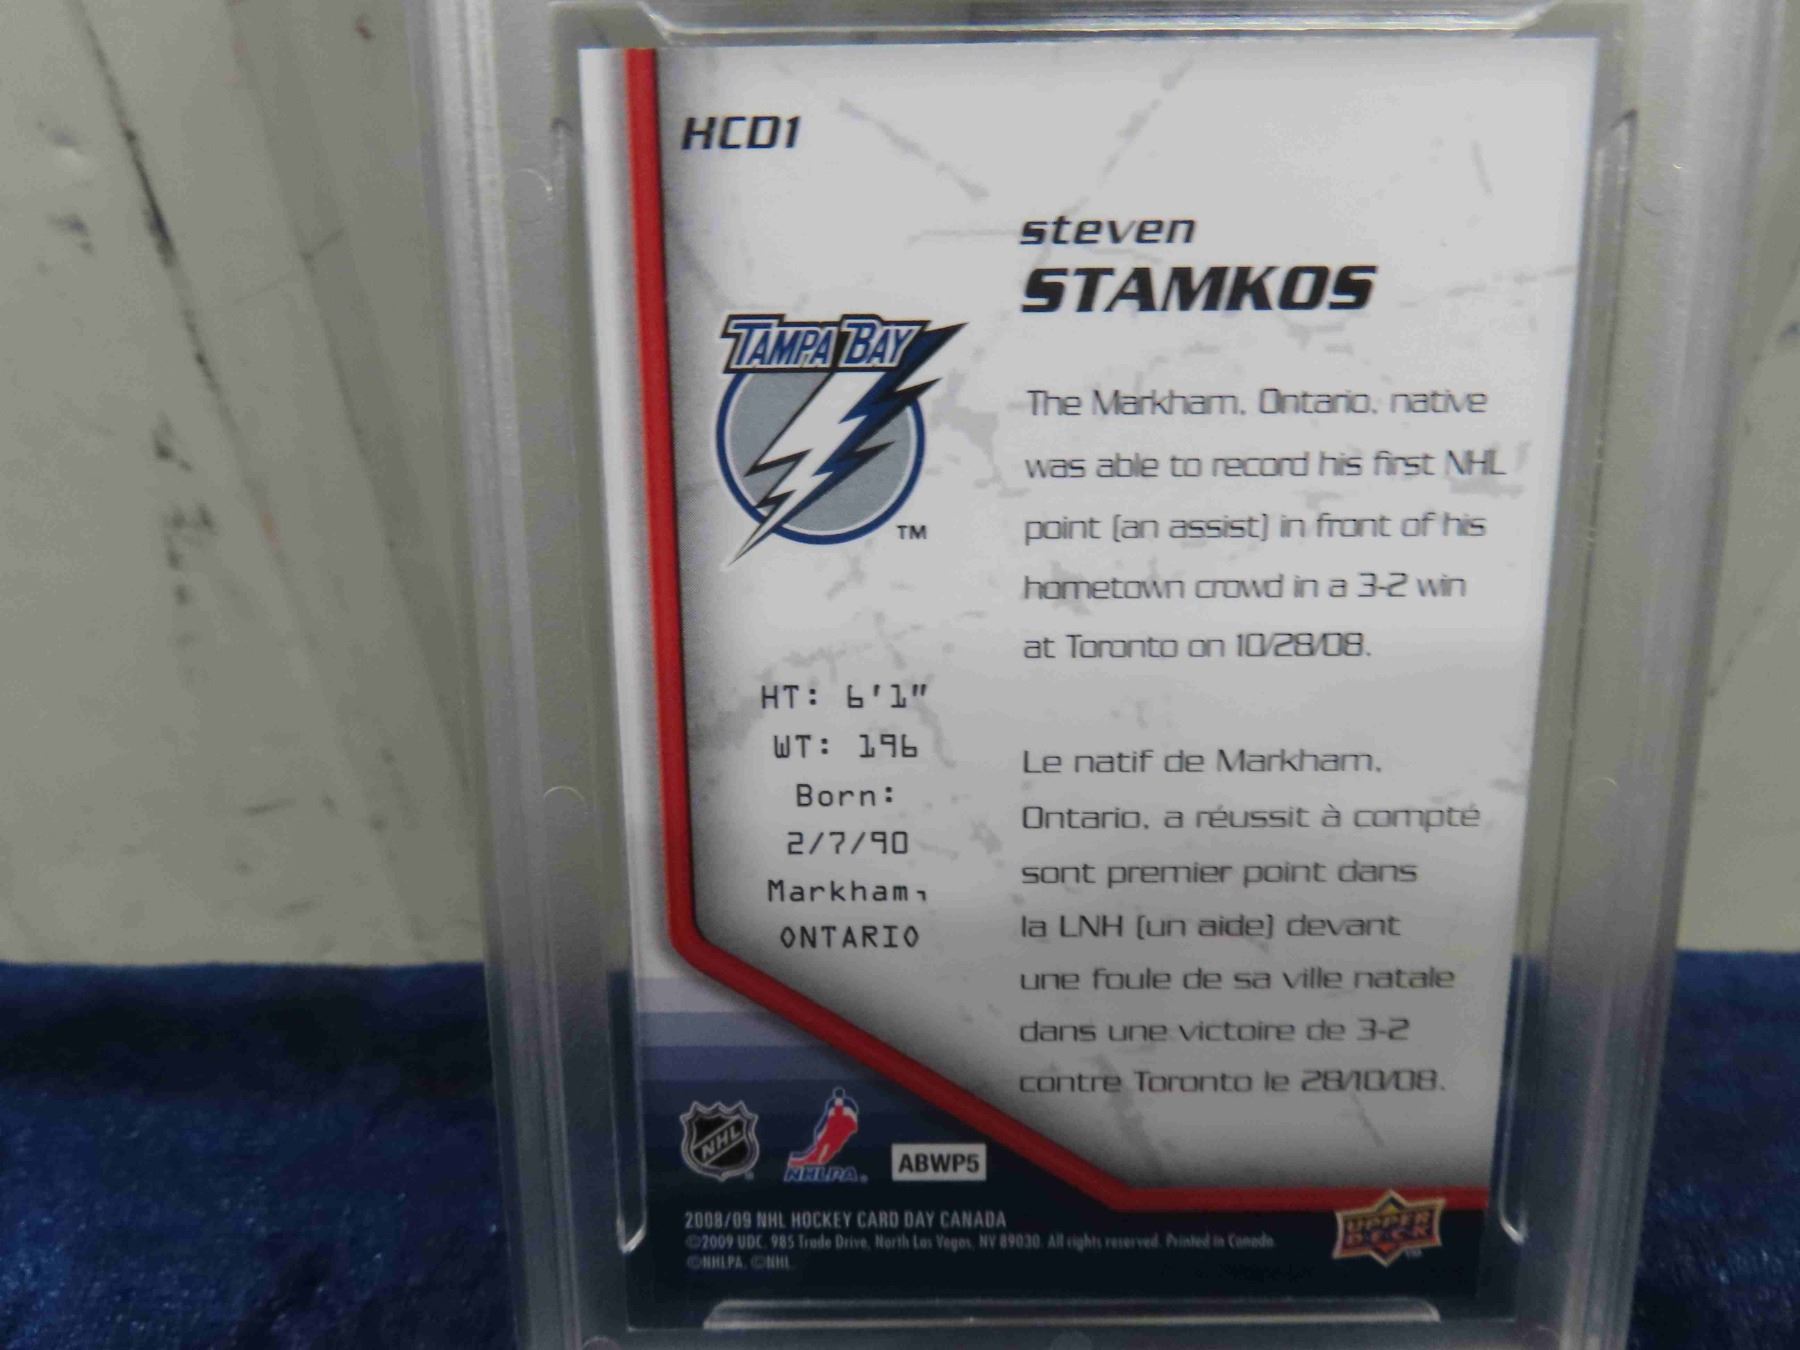 HCD1
steven
STAMKOS
TAMPA BAY
TM
The Markham, Ontario, native
was able to record his first NHL
point (an assist) in front of his
hometown crowd in a 3-2 win
at Toronto on 10/28/08.
HT: 6'1"
WT: 196
Born:
2/7/90
Markham,
ONTARIO
Le natif de Markham,
Ontario, a réussit à compté
sont premier point dans
la LNH (un aide) devant
une foule de sa ville natale
dans une victoire de 3-2
contre Toronto le 28/10/08.
NHL
NHLPA
ABWP5
UPPER
DECK
2008/09 NHL HOCKEY CARD DAY CANADA
©2009 UDC. 985 Trade Drive, North Las Vegas, NV 89030. All rights reserved. Printed in Canada.
©NHLPA. ©NHL.